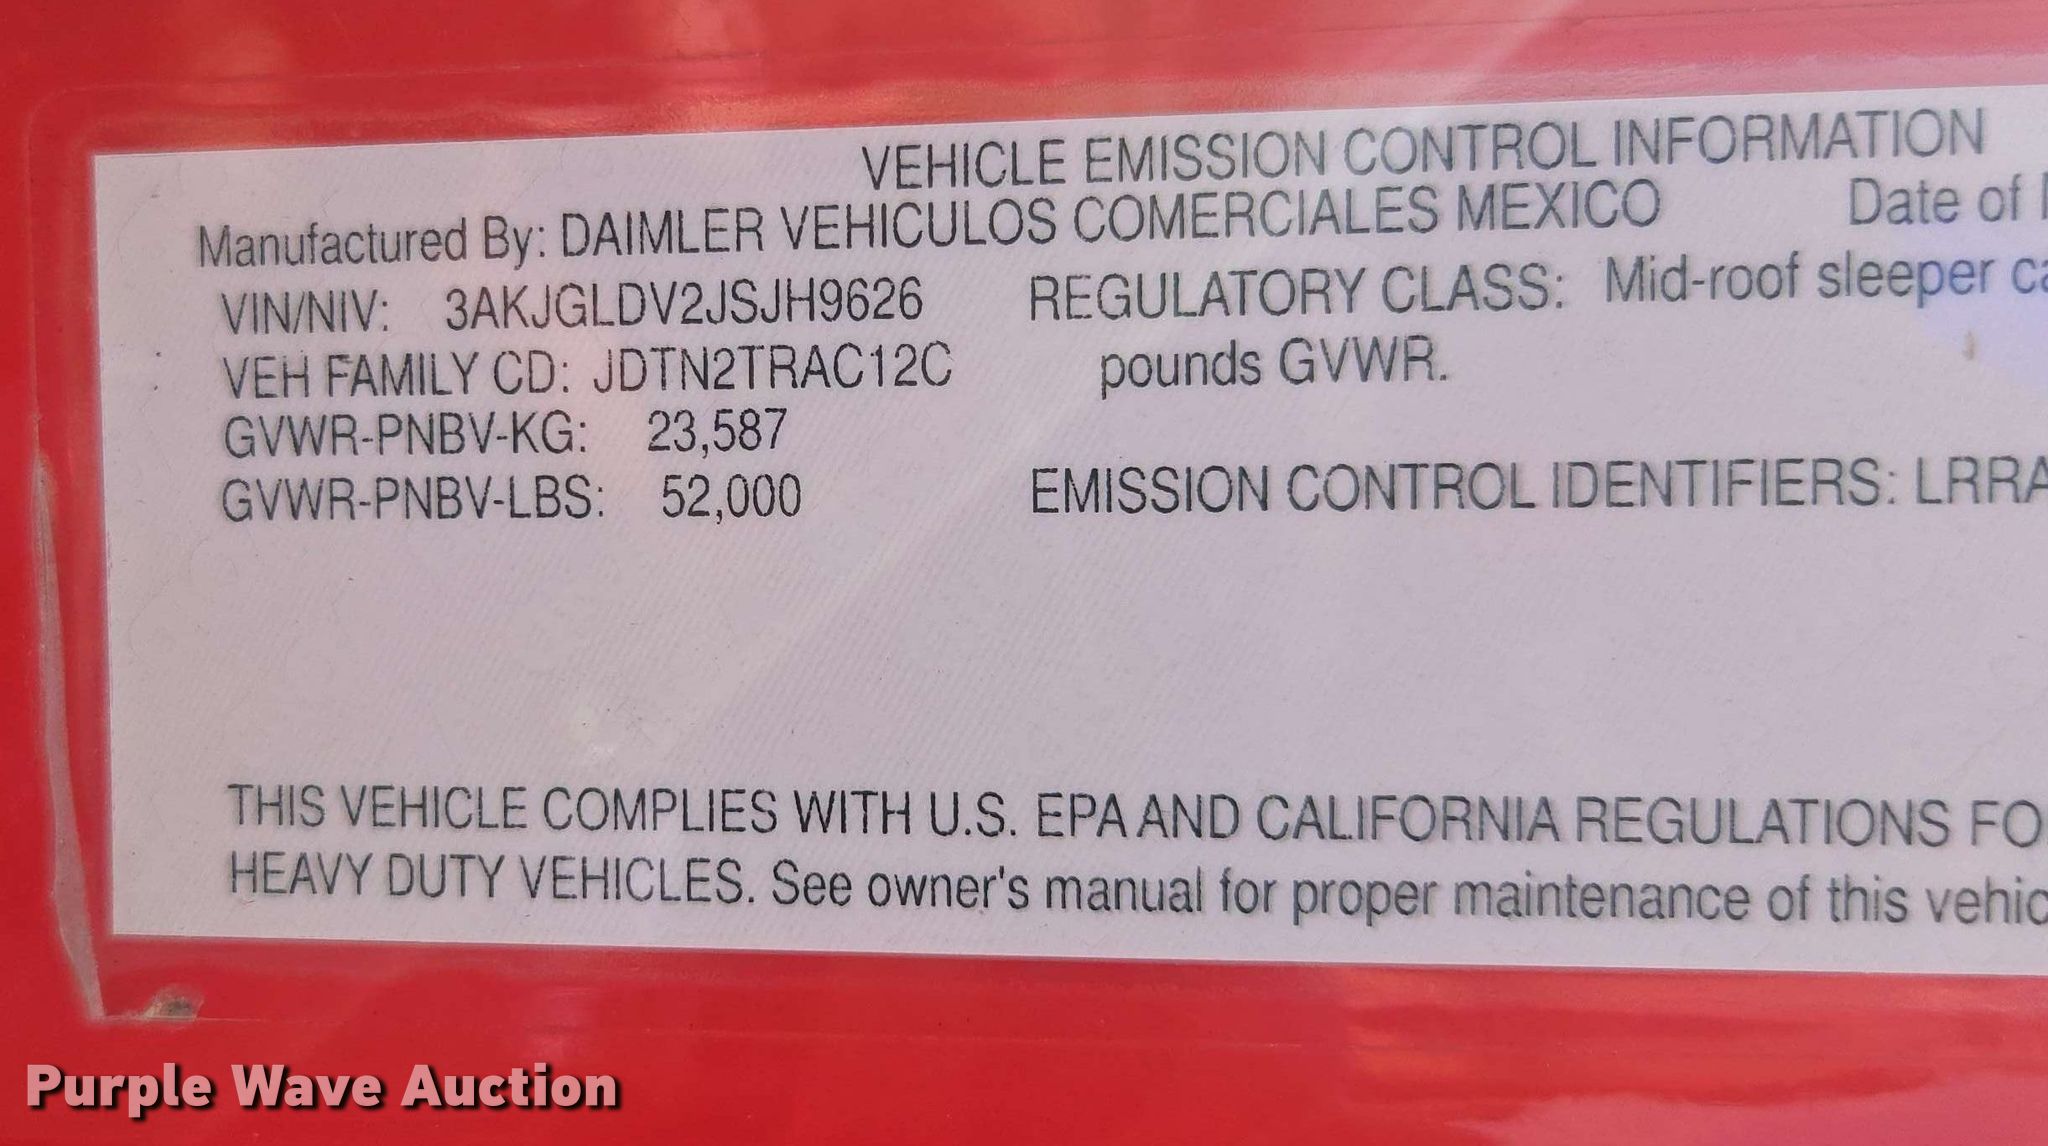 VEHICLE EMISSION CONTROL INFORMATION
Manufactured By: DAIMLER VEHICULOS COMERCIALES MEXICO Date of
VIN/NIV: 3AKJGLDV2JSJH9626 REGULATORY CLASS: Mid-roof sleeper
VEH FAMILY CD: JDTN2TRAC12C pounds GVWR.
GVWR-PNBV-KG: 23,587
GVWR-PNBV-LBS: 52,000 EMISSION CONTROL IDENTIFIERS: LRRA
THIS VEHICLE COMPLIES WITH U.S. EPA AND CALIFORNIA REGULATIONS FO
HEAVY DUTY VEHICLES. See owner's manual for proper maintenance of this vehic
Purple Wave Auction